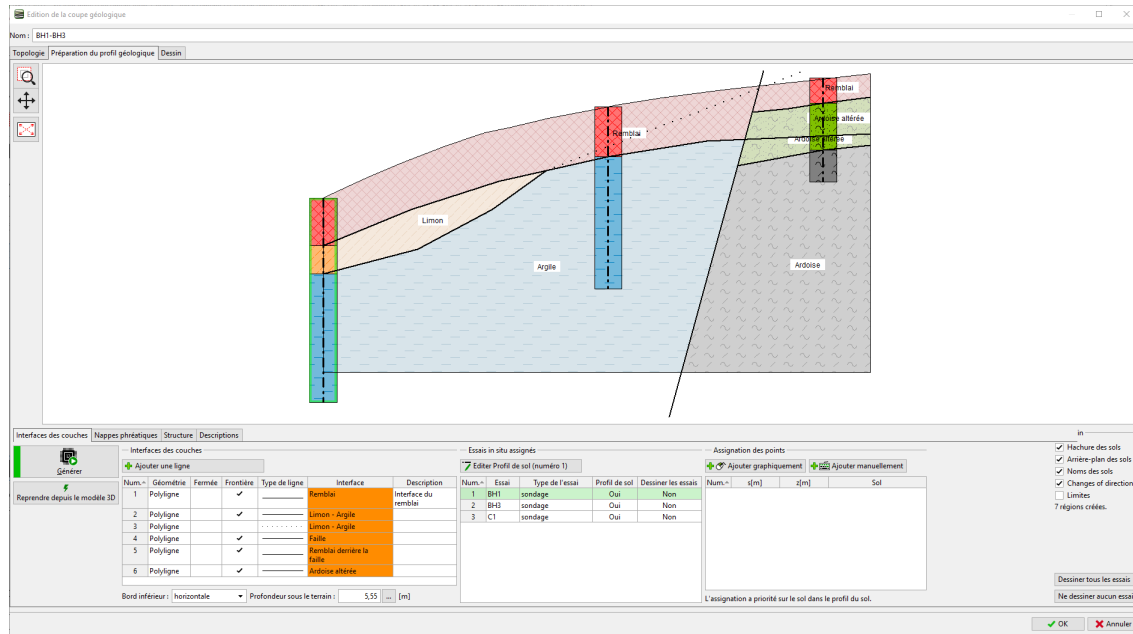 Edition de la coupe géologique
Nom : BH1-BH3
Topologie Préparation du profil géologique Dessin
Remblai
Ardoise altérée
Remblai
Ardoise altérée
Limon
Argile
Ardoise
Interfaces des couches Nappes phréatiques Structure Descriptions
in
Générer
Reprendre depuis le modèle 3D
Interfaces des couches
Ajouter une ligne
Num. Géométrie Fermée Frontière Type de ligne Interface Description
1 Polyligne Remblai Interface du remblai
2 Polyligne Limon - Argile
3 Polyligne Limon - Argile
4 Polyligne Faille
5 Polyligne Remblai derrière la faille
6 Polyligne Ardoise altérée
Bord inférieur : horizontale Profondeur sous le terrain : 5,55 ... [m]
Essais in situ assignés
Editer Profil de sol (numéro 1)
Num. Essai Type de l'essai Profil de sol Dessiner les essais
1 BH1 sondage Oui Non
2 BH3 sondage Oui Non
3 C1 sondage Oui Non
Assignation des points
Ajouter graphiquement Ajouter manuellement
Num. s[m] z[m] Sol
L'assignation a priorité sur le sol dans le profil du sol.
Hachure des sols
Arrière-plan des sols
Noms des sols
Changes of direction
Limites
7 régions créées.
Dessiner tous les essais
Ne dessiner aucun essai
OK Annuler